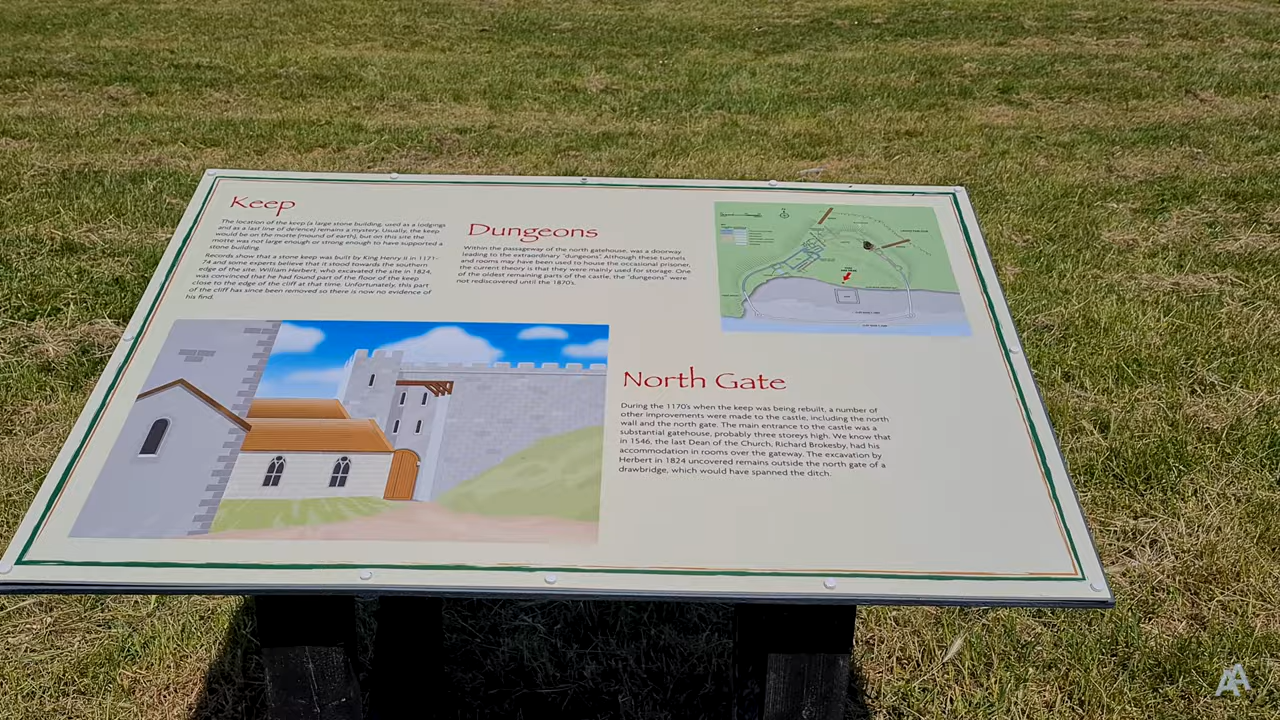 Keep
The location of the keep (a large stone building, used as a lodgings
and as a last line of defence) remains a mystery. Usually, the keep
would be on the motte (mound of earth), but on this site the
motte was not large enough or strong enough to have supported a
stone building.
Records show that a stone keep was built by King Henry II in 1171-
74 and some experts believe that it stood towards the southern
edge of the site. William Herbert, who excavated the site in 1824,
was convinced that he had found part of the floor of the keep
close to the edge of the cliff at that time. Unfortunately, this part
of the cliff has since been removed so there is now no evidence of
his find.
Dungeons
Within the passageway of the north gatehouse, was a doorway
leading to the extraordinary "dungeons". Although these tunnels
and rooms may have been used to house the occasional prisoner,
the current theory is that they were mainly used for storage. One
of the oldest remaining parts of the castle, the "dungeons" were
not rediscovered until the 1870's.
North Gate
During the 1170's when the keep was being rebuilt, a number of
other improvements were made to the castle, including the north
wall and the north gate. The main entrance to the castle was a
substantial gatehouse, probably three storeys high. We know that
in 1546, the last Dean of the Church, Richard Brokesby, had his
accommodation in rooms over the gateway. The excavation by
Herbert in 1824 uncovered remains outside the north gate of a
drawbridge, which would have spanned the ditch.
YOU
ARE HERE
AA